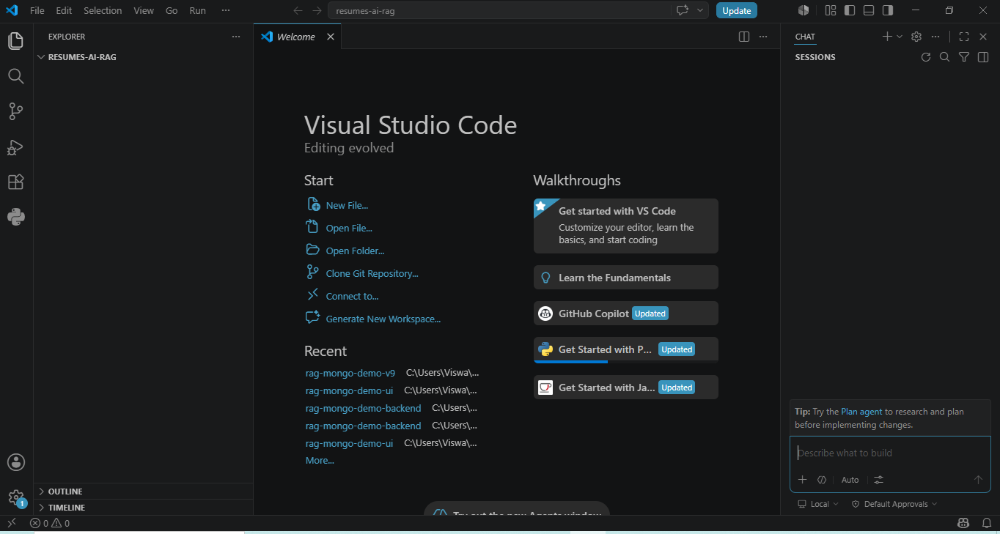 File Edit Selection View Go Run ···
resumes-ai-rag
Update
EXPLORER
RESUMES-AI-RAG
OUTLINE
TIMELINE
1
0 0
Welcome
Visual Studio Code
Editing evolved
Start
New File...
Open File...
Open Folder...
Clone Git Repository...
Connect to...
Generate New Workspace...
Recent
rag-mongo-demo-v9 C:\Users\Viswa\...
rag-mongo-demo-ui C:\Users\Viswa\...
rag-mongo-demo-backend C:\Users\...
rag-mongo-demo-backend C:\Users\...
rag-mongo-demo-ui C:\Users\Viswa\...
More...
Walkthroughs
Get started with VS Code
Customize your editor, learn the
basics, and start coding
Learn the Fundamentals
GitHub Copilot Updated
Get Started with P... Updated
Get Started with Ja... Updated
Try out the new Agents window
CHAT
SESSIONS
Tip: Try the Plan agent to research and plan
before implementing changes.
Describe what to build
Auto
Local Default Approvals